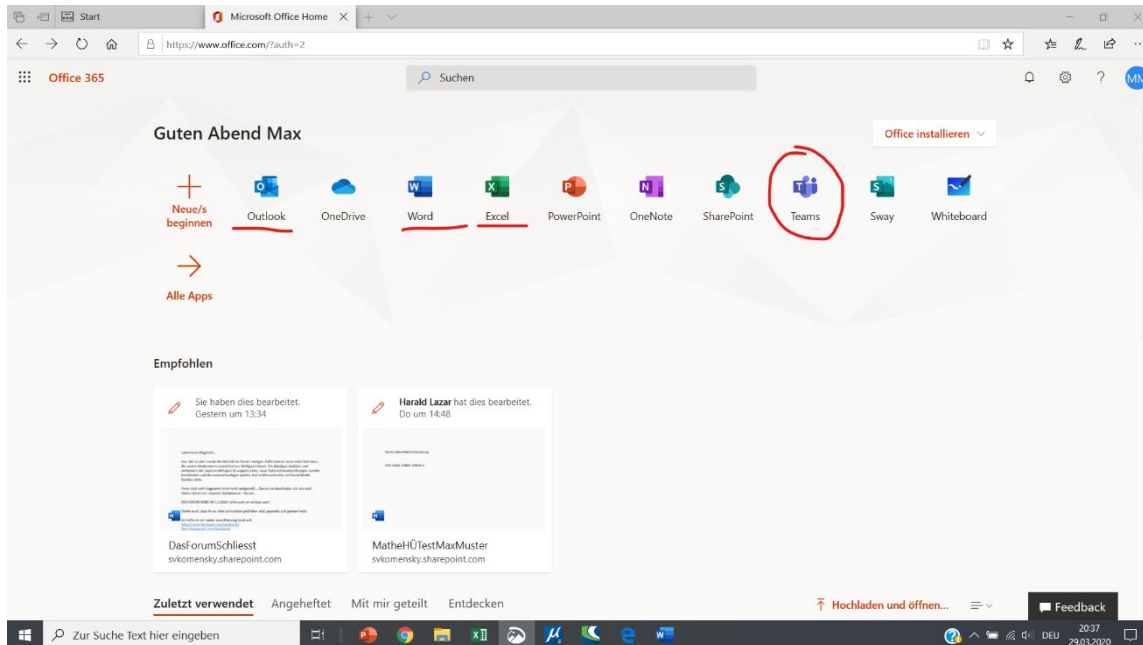 Start
Microsoft Office Home
https://www.office.com/?auth=2
Office 365
Suchen
MM
Guten Abend Max
Office installieren
Neue/s
beginnen
Outlook
OneDrive
Word
Excel
PowerPoint
OneNote
SharePoint
Teams
Sway
Whiteboard
Alle Apps
Empfohlen
Sie haben dies bearbeitet.
Gestern um 13:34
DasForumSchliesst
svkomensky.sharepoint.com
Harald Lazar hat dies bearbeitet.
Do um 14:48
MatheHÜTestMaxMuster
svkomensky.sharepoint.com
Zuletzt verwendet Angeheftet Mit mir geteilt Entdecken
Hochladen und öffnen...
Feedback
Zur Suche Text hier eingeben
DEU
20:37
29.03.2020